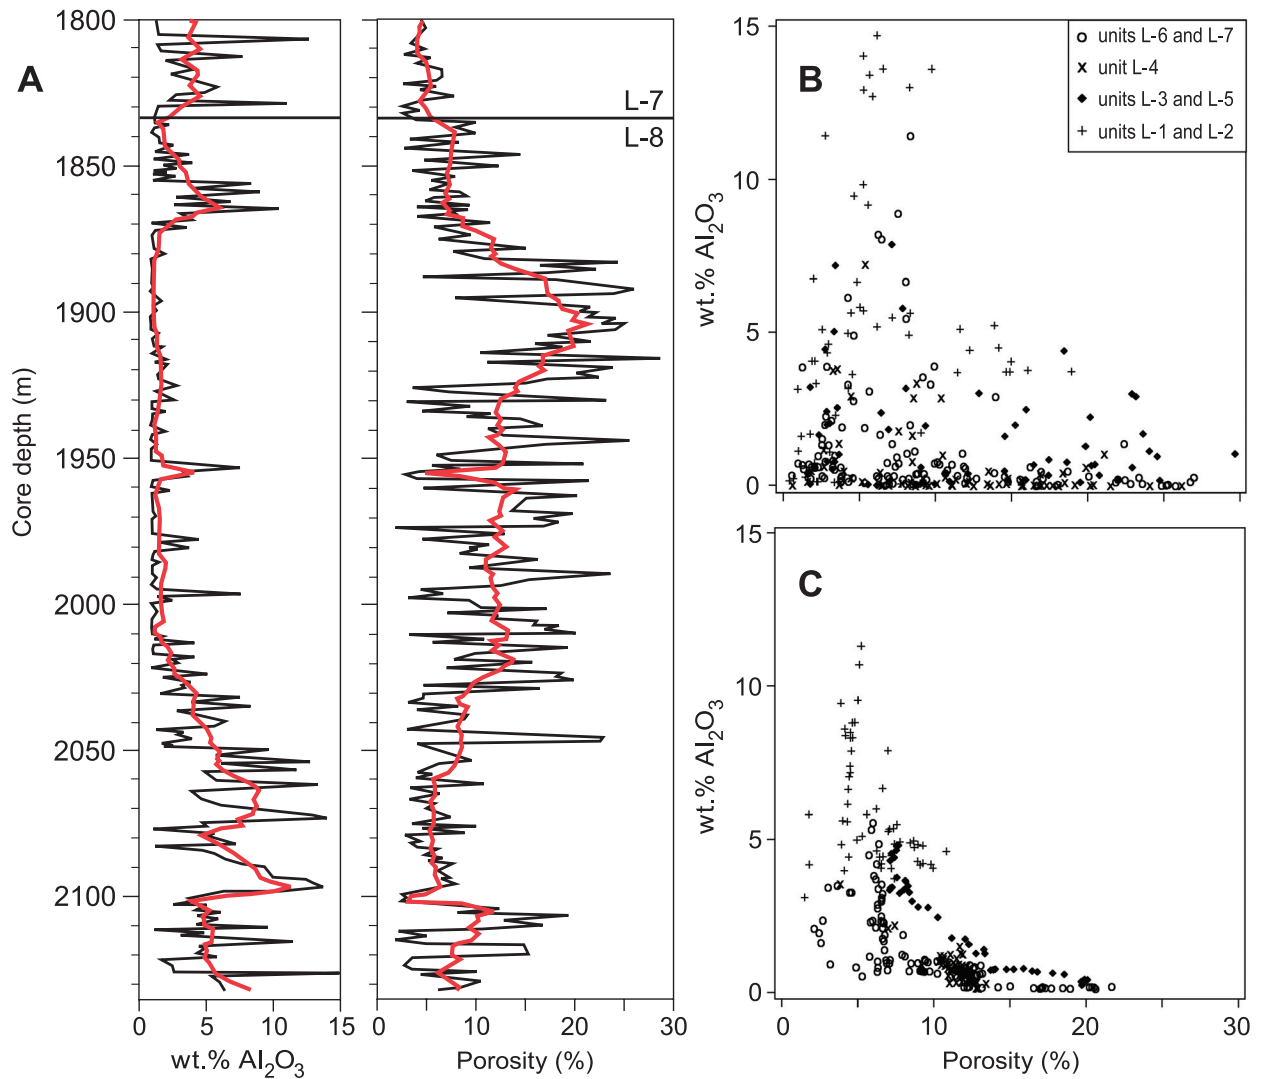 A
1800
1850
1900
1950
2000
2050
2100
Core depth (m)
0 5 10 15
wt.% Al2O3
L-7
L-8
0 10 20 30
Porosity (%)
B
units L-6 and L-7
unit L-4
units L-3 and L-5
units L-1 and L-2
15
10
5
0
wt.% Al2O3
C
15
10
5
0
wt.% Al2O3
0 10 20 30
Porosity (%)